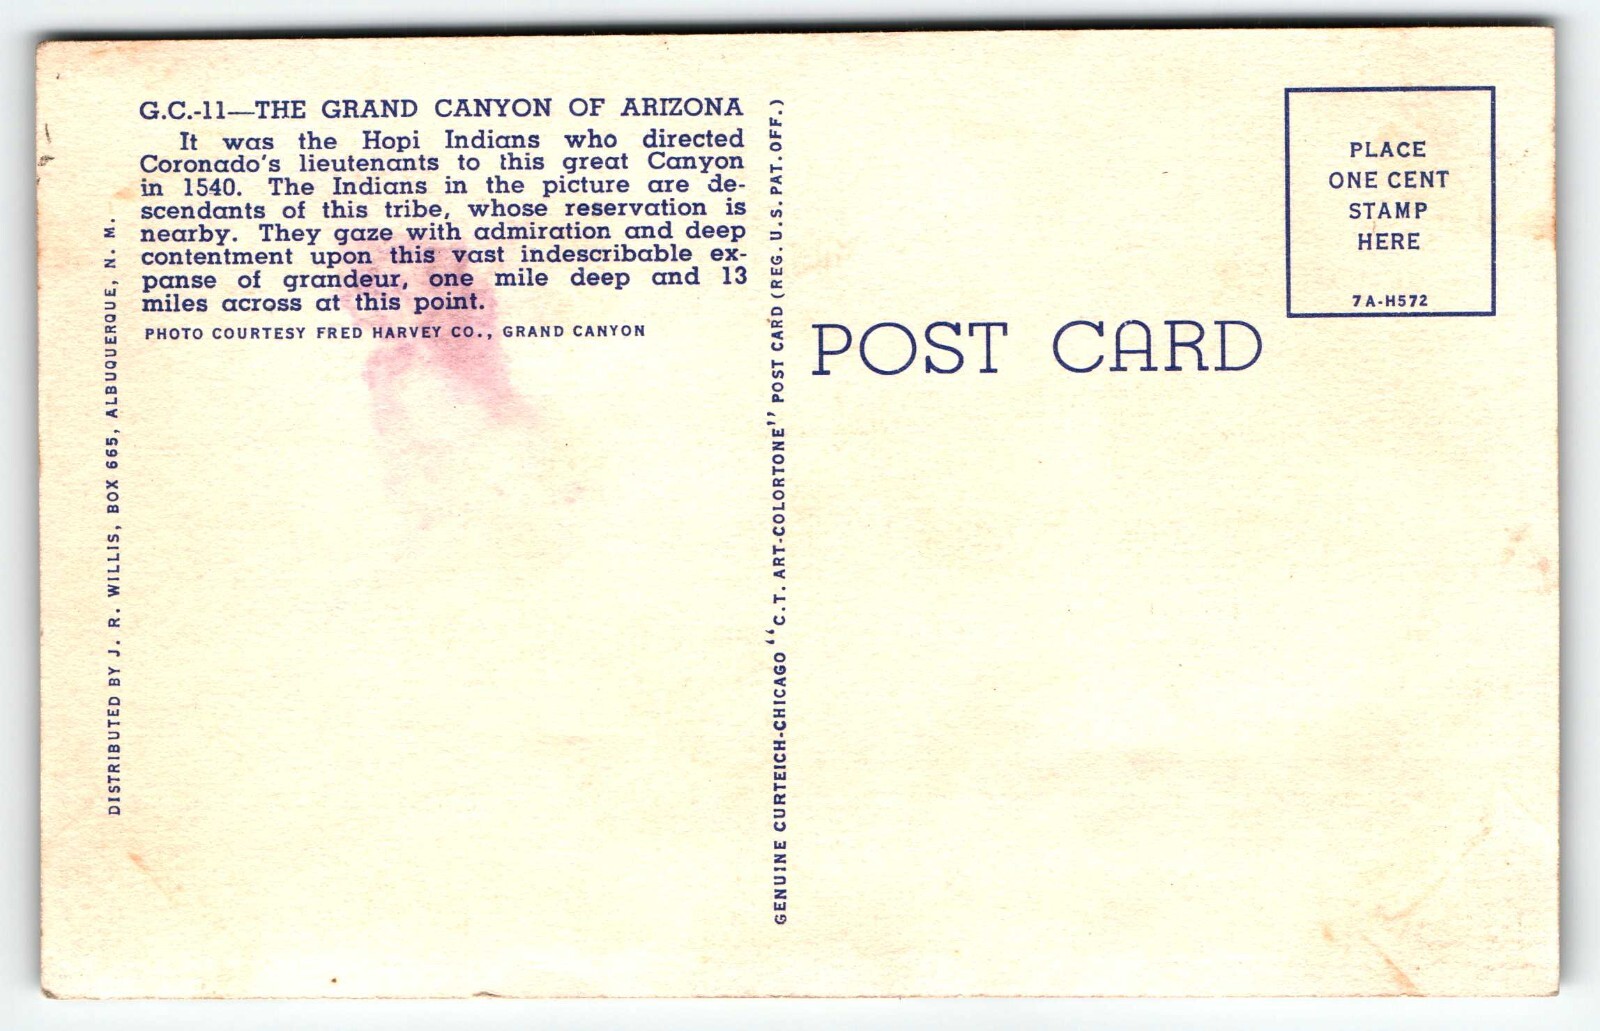 G.C.-11—THE GRAND CANYON OF ARIZONA
It was the Hopi Indians who directed
Coronado's lieutenants to this great Canyon
in 1540. The Indians in the picture are de-
scendants of this tribe, whose reservation is
nearby. They gaze with admiration and deep
contentment upon this vast indescribable ex-
panse of grandeur, one mile deep and 13
miles across at this point.
PHOTO COURTESY FRED HARVEY CO., GRAND CANYON
DISTRIBUTED BY J. R. WILLIS, BOX 665, ALBUQUERQUE, N. M.
GENUINE CURTEICH-CHICAGO "C.T. ART-COLORTONE" POST CARD (REG. U.S. PAT. OFF.)
POST CARD
PLACE
ONE CENT
STAMP
HERE
7A-H572